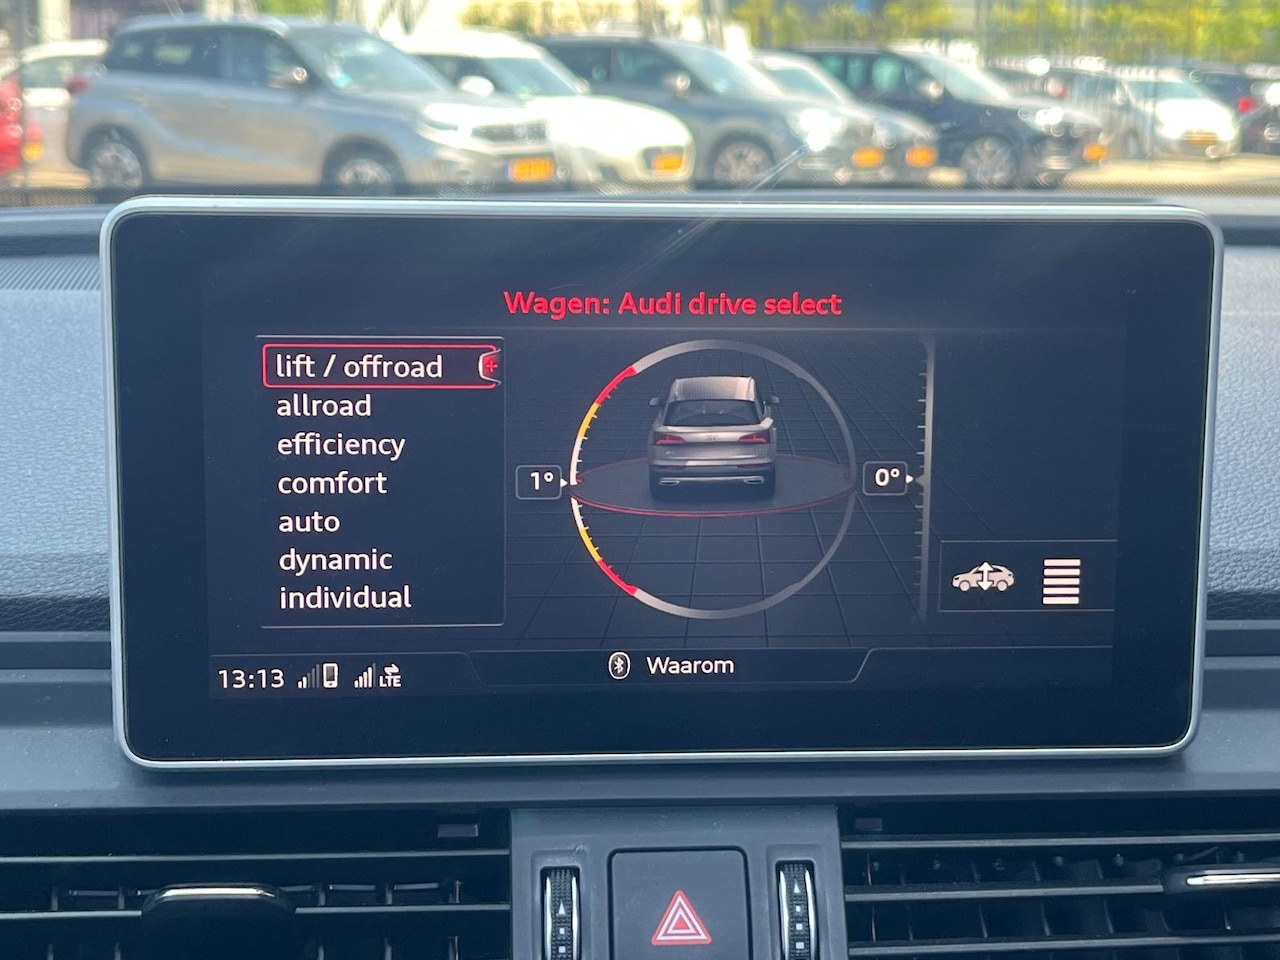 Wagen: Audi drive select
lift / offroad
allroad
efficiency
comfort
auto
dynamic
individual
1°
0°
13:13
LTE
Waarom